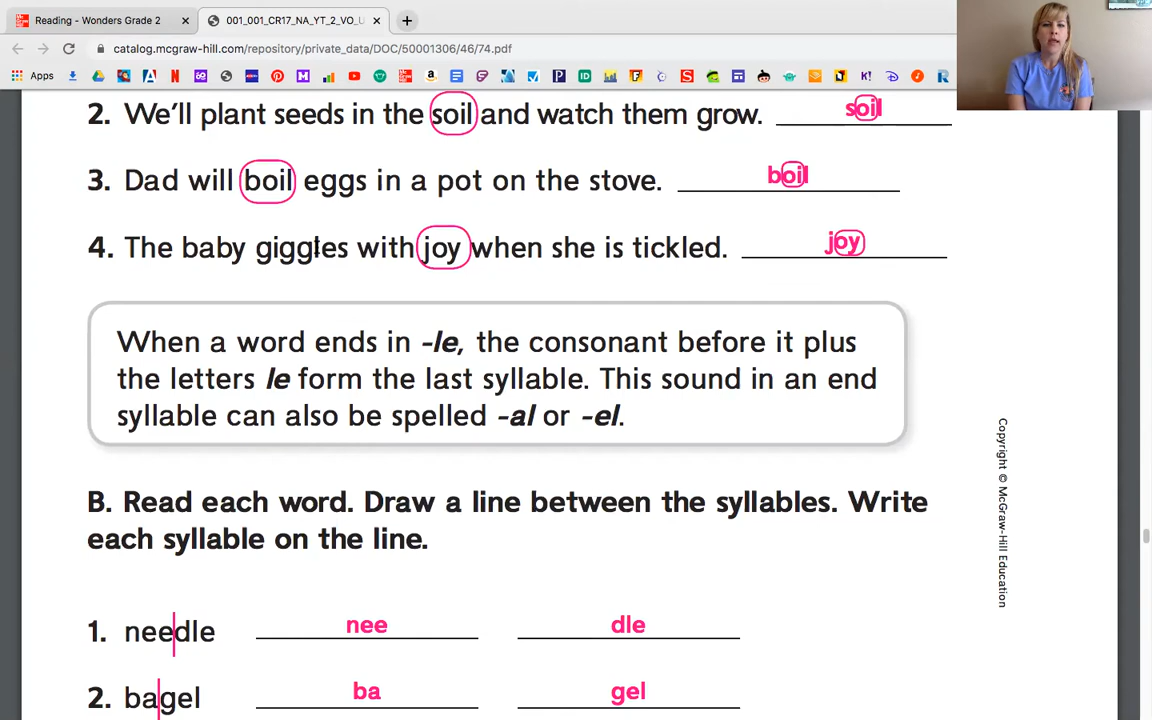 Reading - Wonders Grade 2
001_001_CR17_NA_YT_2_VO_L
catalog.mcgraw-hill.com/repository/private_data/DOC/50001306/46/74.pdf
Apps
2. We'll plant seeds in the soil and watch them grow. soil
3. Dad will boil eggs in a pot on the stove. boil
4. The baby giggles with joy when she is tickled. joy
When a word ends in -le, the consonant before it plus
the letters le form the last syllable. This sound in an end
syllable can also be spelled -al or -el.
B. Read each word. Draw a line between the syllables. Write
each syllable on the line.
1. needle nee dle
2. bagel ba gel
Copyright © McGraw-Hill Education